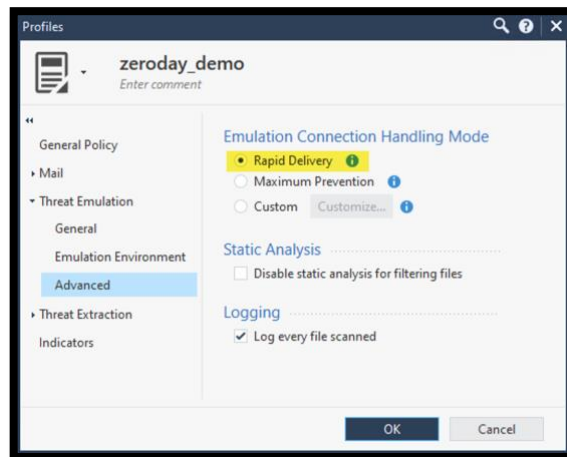 Profiles
zeroday_demo
Enter comment
General Policy
Mail
Threat Emulation
General
Emulation Environment
Advanced
Threat Extraction
Indicators
Emulation Connection Handling Mode
Rapid Delivery
Maximum Prevention
Custom Customize...
Static Analysis
Disable static analysis for filtering files
Logging
Log every file scanned
OK Cancel